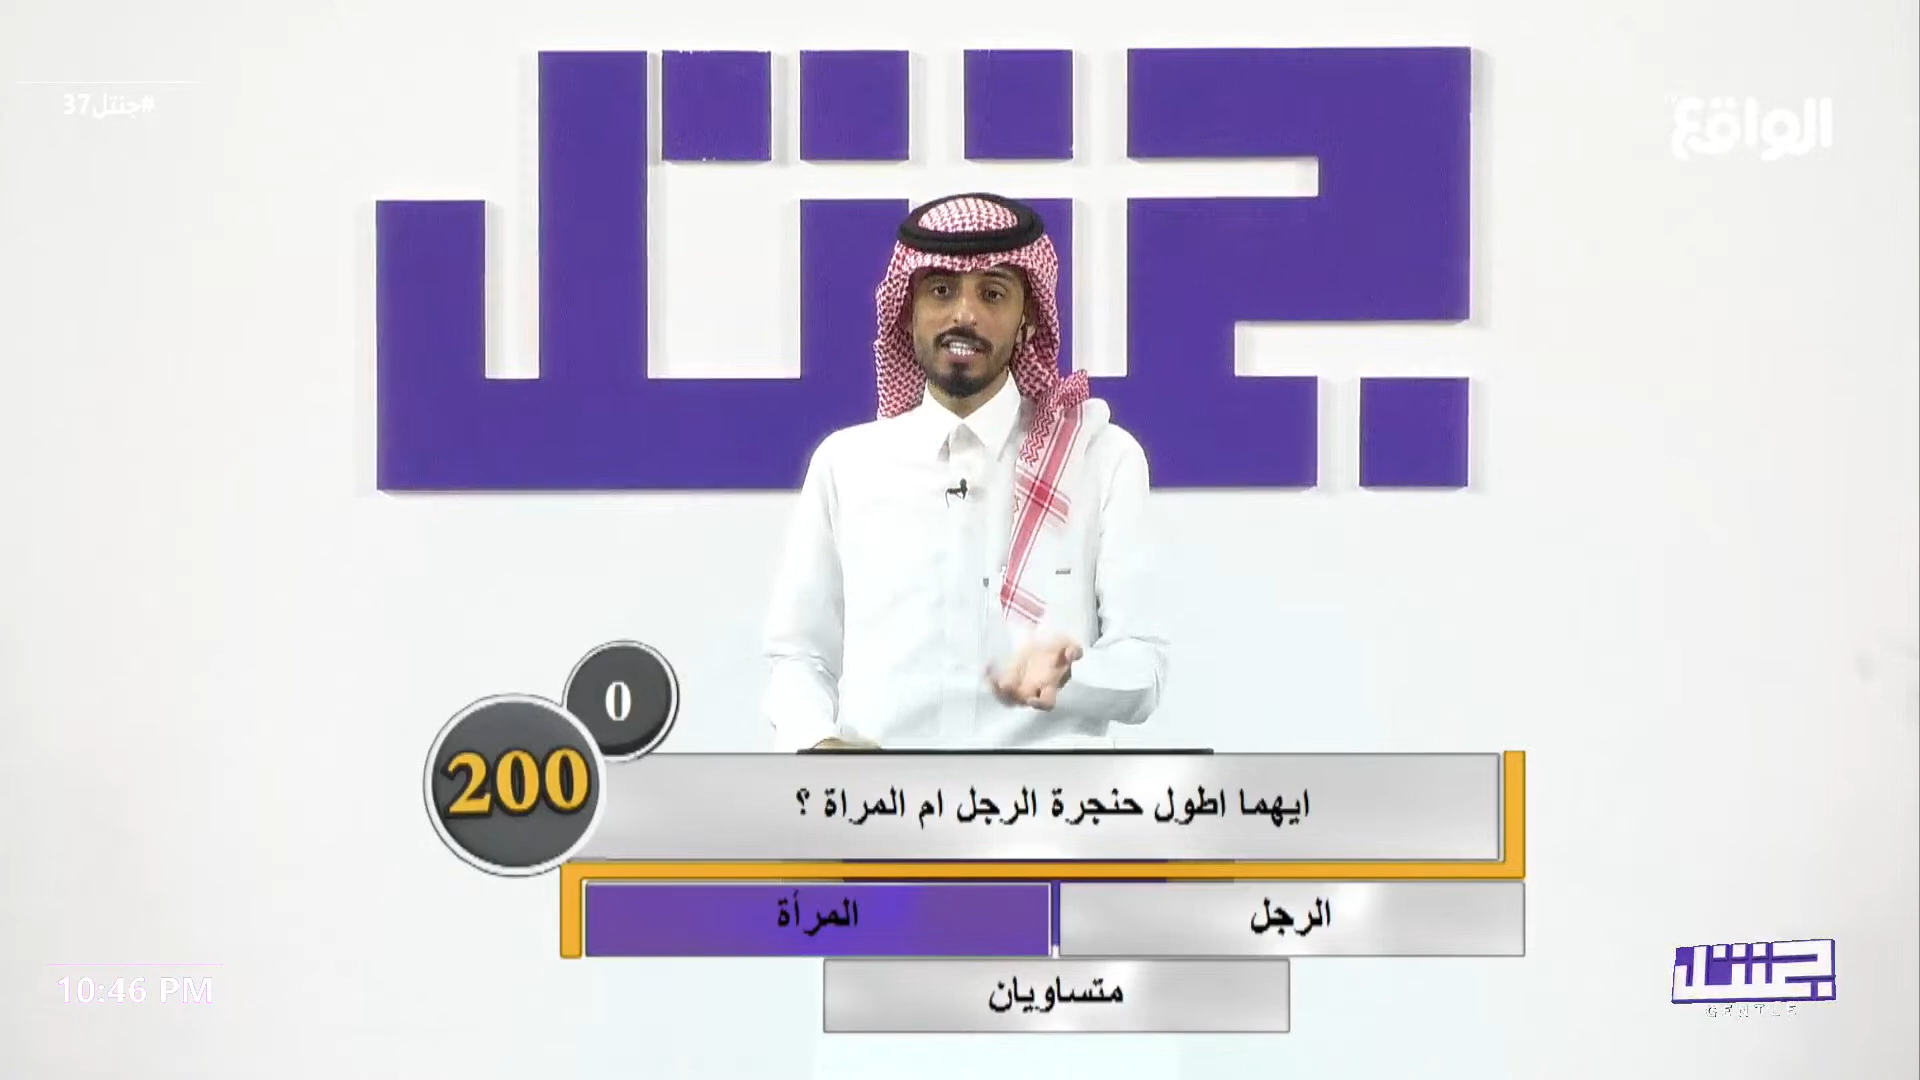 #جنتل37
الواقع
جنتل
0
200
ايهما اطول حنجرة الرجل ام المراة ؟
الرجل
المرأة
متساويان
10:46 PM
جنتل
GENTLE